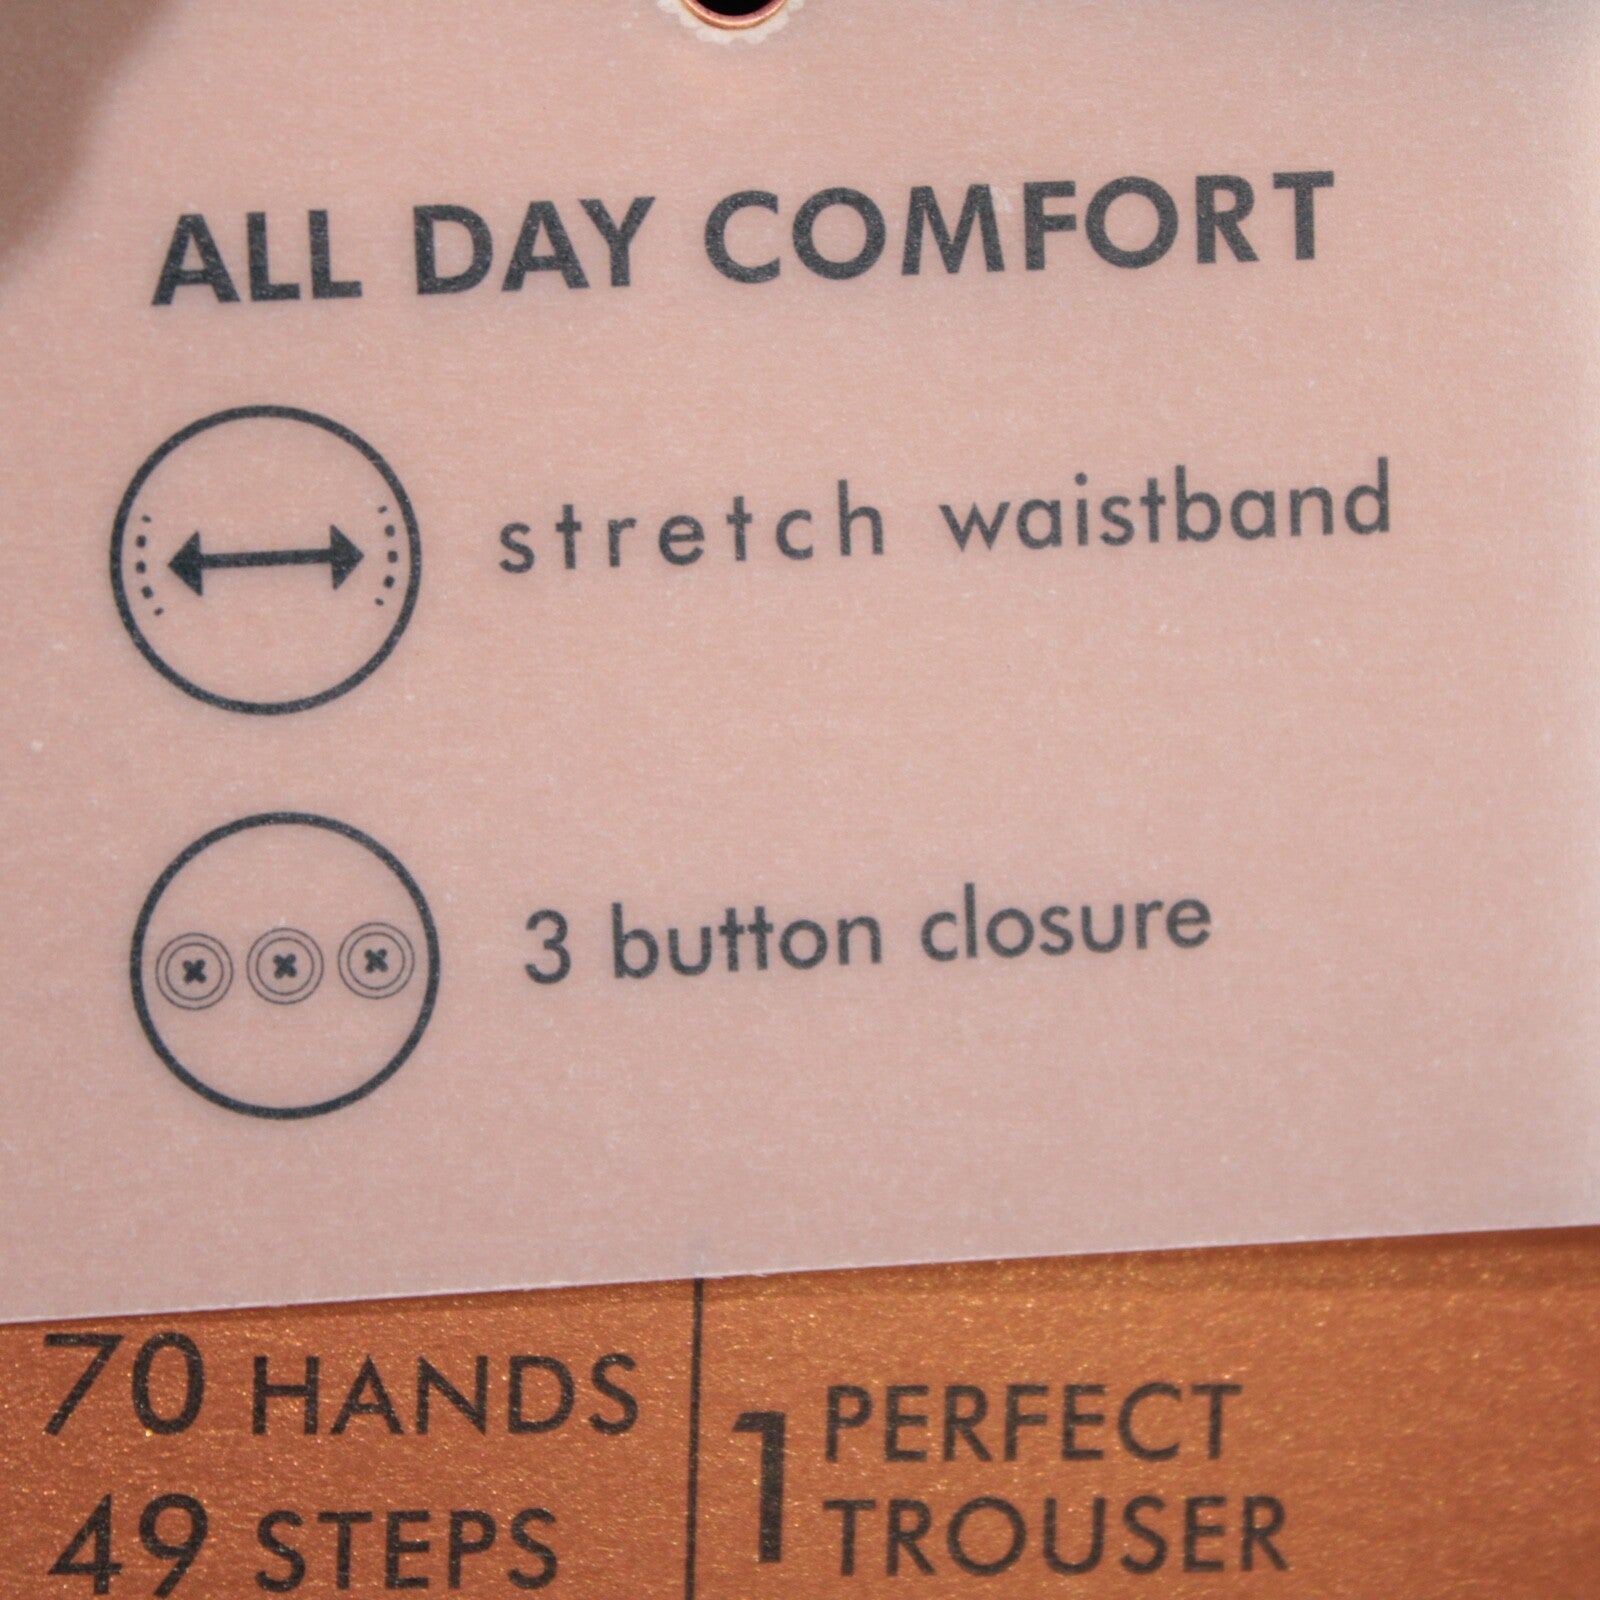 ALL DAY COMFORT
stretch waistband
3 button closure
70 HANDS
49 STEPS
1 PERFECT
TROUSER